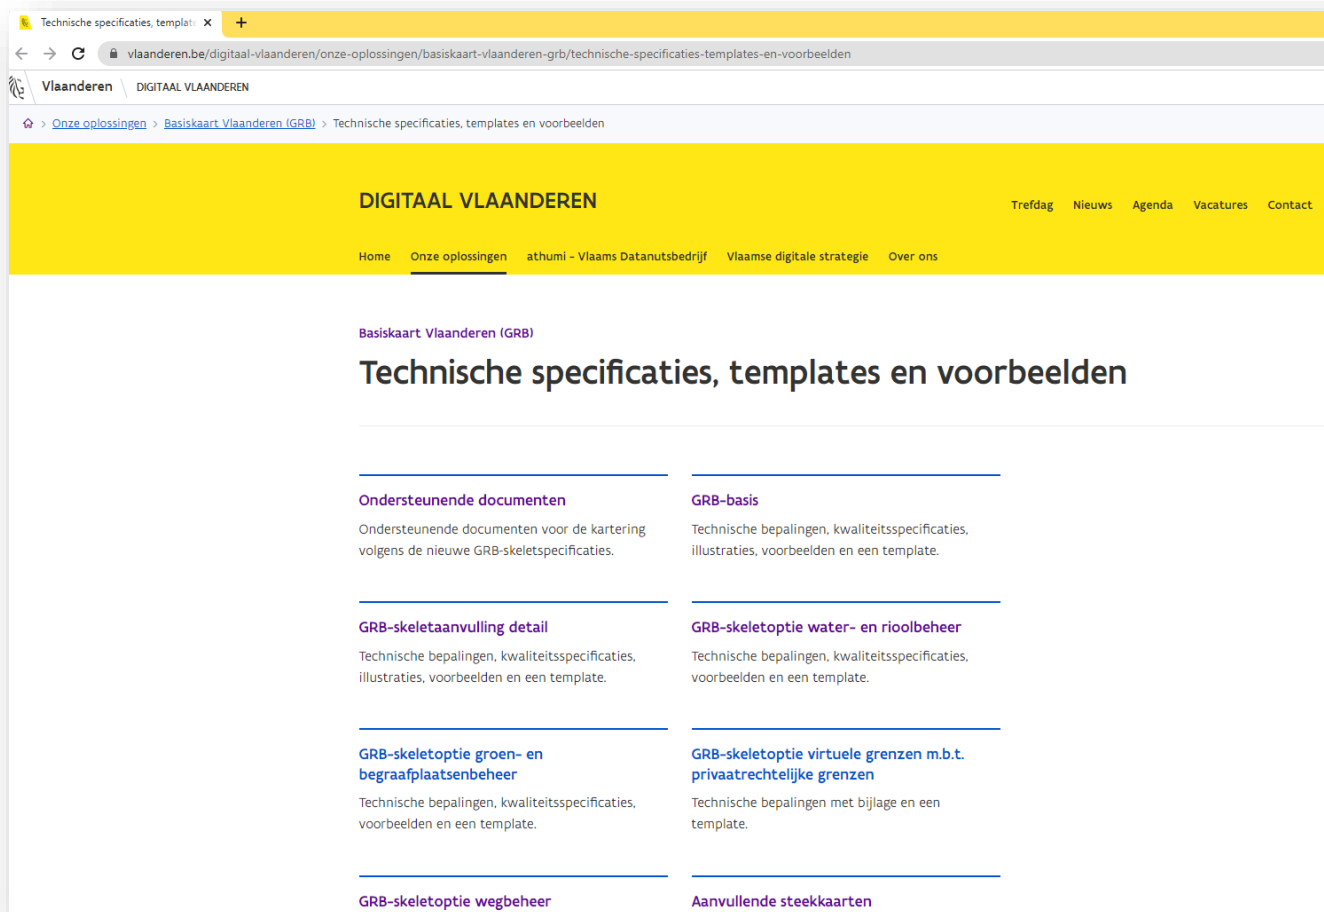 Technische specificaties, templat
vlaanderen.be/digitaal-vlaanderen/onze-oplossingen/basiskaart-vlaanderen-grb/technische-specificaties-templates-en-voorbeelden
Vlaanderen DIGITAAL VLAANDEREN
> Onze oplossingen > Basiskaart Vlaanderen (GRB) > Technische specificaties, templates en voorbeelden
DIGITAAL VLAANDEREN
Trefdag Nieuws Agenda Vacatures Contact
Home Onze oplossingen athumi - Vlaams Datanutsbedrijf Vlaamse digitale strategie Over ons
Basiskaart Vlaanderen (GRB)
Technische specificaties, templates en voorbeelden
Ondersteunende documenten
Ondersteunende documenten voor de kartering
volgens de nieuwe GRB-skeletspecificaties.
GRB-basis
Technische bepalingen, kwaliteitsspecificaties,
illustraties, voorbeelden en een template.
GRB-skeletaanvulling detail
Technische bepalingen, kwaliteitsspecificaties,
illustraties, voorbeelden en een template.
GRB-skeletoptie water- en rioolbeheer
Technische bepalingen, kwaliteitsspecificaties,
voorbeelden en een template.
GRB-skeletoptie groen- en
begraafplaatsenbeheer
Technische bepalingen, kwaliteitsspecificaties,
voorbeelden en een template.
GRB-skeletoptie virtuele grenzen m.b.t.
privaatrechtelijke grenzen
Technische bepalingen met bijlage en een
template.
GRB-skeletoptie wegbeheer
Aanvullende steekkaarten